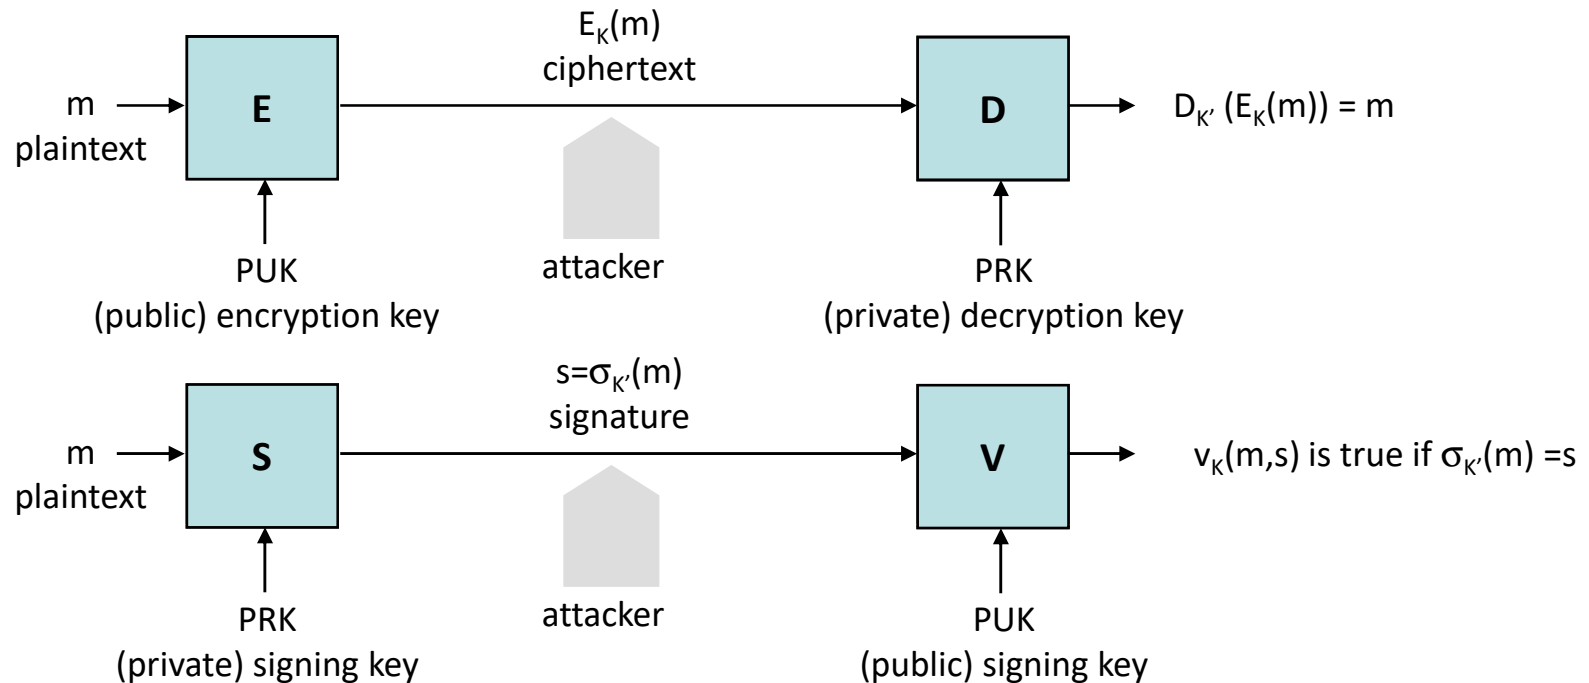 E_K(m)
ciphertext
m
plaintext
E
D
D_K’ (E_K(m)) = m
PUK
(public) encryption key
attacker
PRK
(private) decryption key
s=σ_K’(m)
signature
m
plaintext
S
V
v_K(m,s) is true if σ_K’(m) =s
PRK
(private) signing key
attacker
PUK
(public) signing key